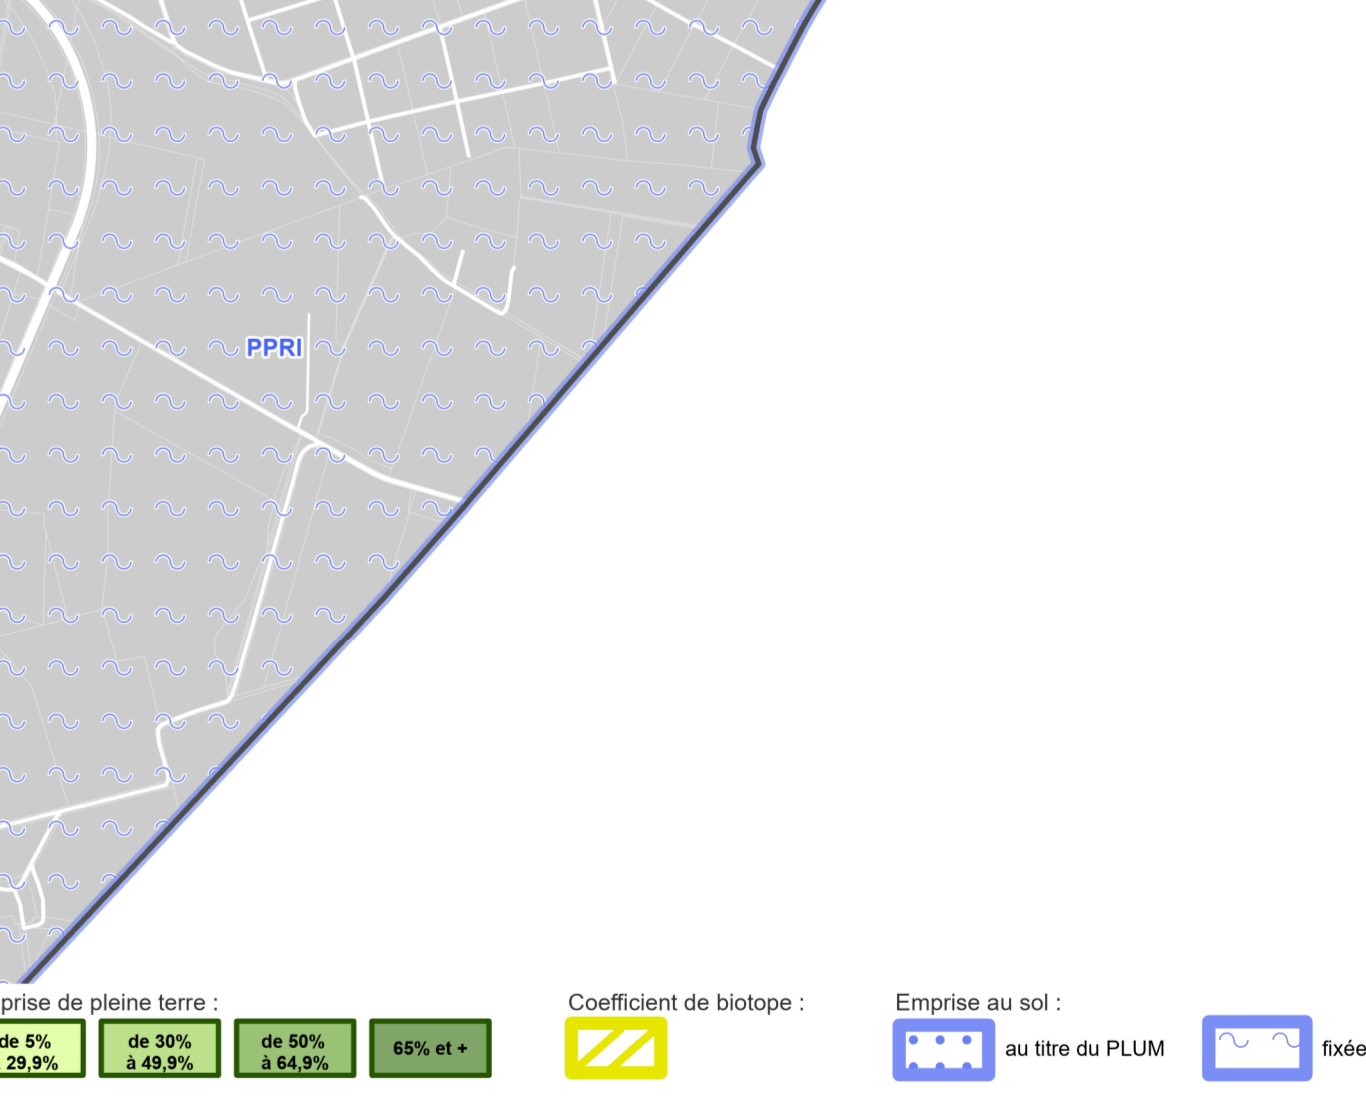 PPRI
prise de pleine terre :
Coefficient de biotope :
Emprise au sol :
de 5%
29,9%
de 30%
à 49,9%
de 50%
à 64,9%
65% et +
au titre du PLUM
fixée